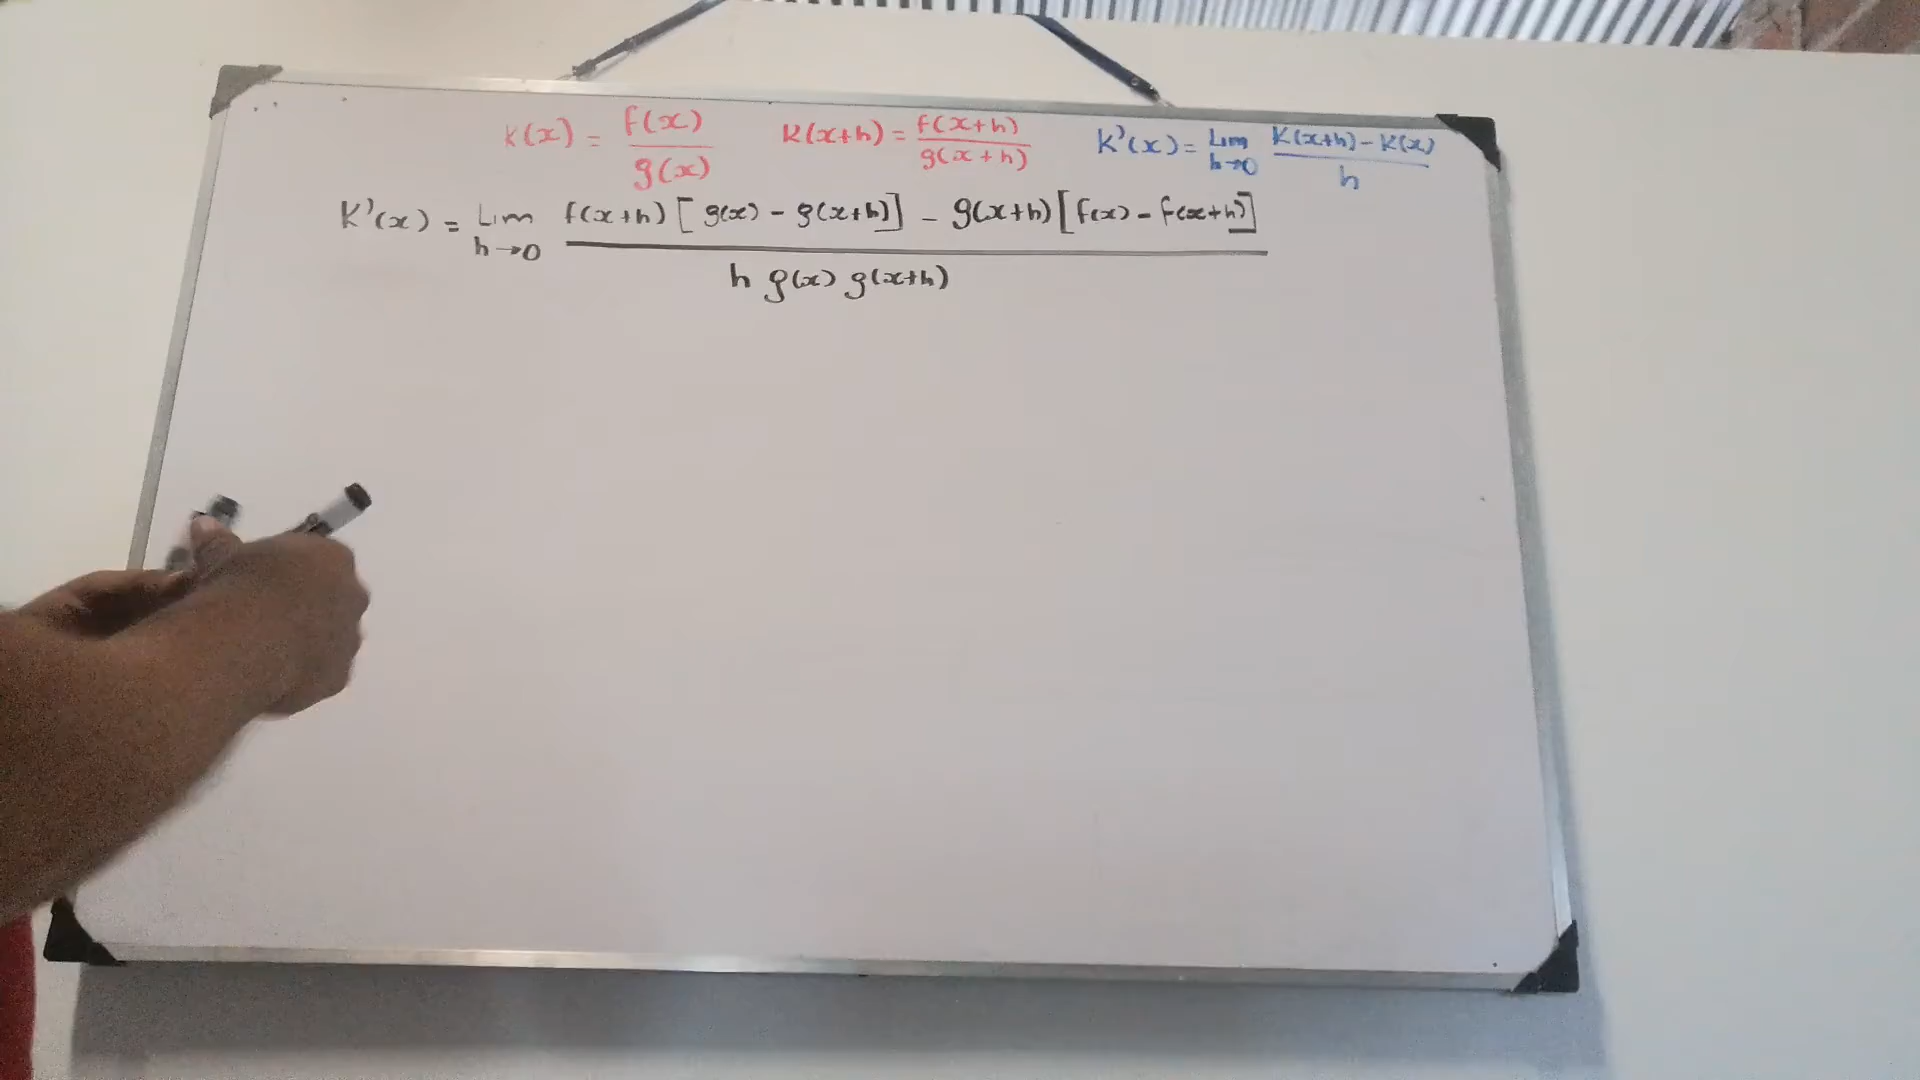 K(x) = f(x)/g(x) K(x+h) = f(x+h)/g(x+h) K'(x) = Lim h→0 K(x+h) - K(x)/h
K'(x) = Lim h→0 f(x+h)[g(x) - g(x+h)] - g(x+h)[f(x) - f(x+h)]/h g(x) g(x+h)